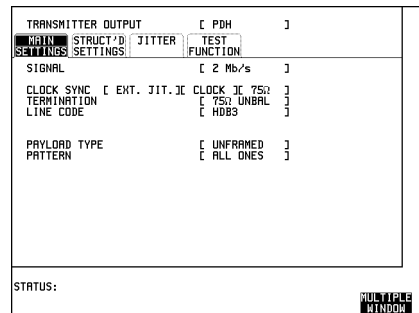 TRANSMITTER OUTPUT [ PDH ]
MAIN SETTINGS STRUCT'D SETTINGS JITTER TEST FUNCTION
SIGNAL [ 2 Mb/s ]
CLOCK SYNC [ EXT. JIT.][ CLOCK ][ 75Ω ]
TERMINATION [ 75Ω UNBAL ]
LINE CODE [ HDB3 ]
PAYLOAD TYPE [ UNFRAMED ]
PATTERN [ ALL ONES ]
STATUS:
MULTIPLE
WINDOW